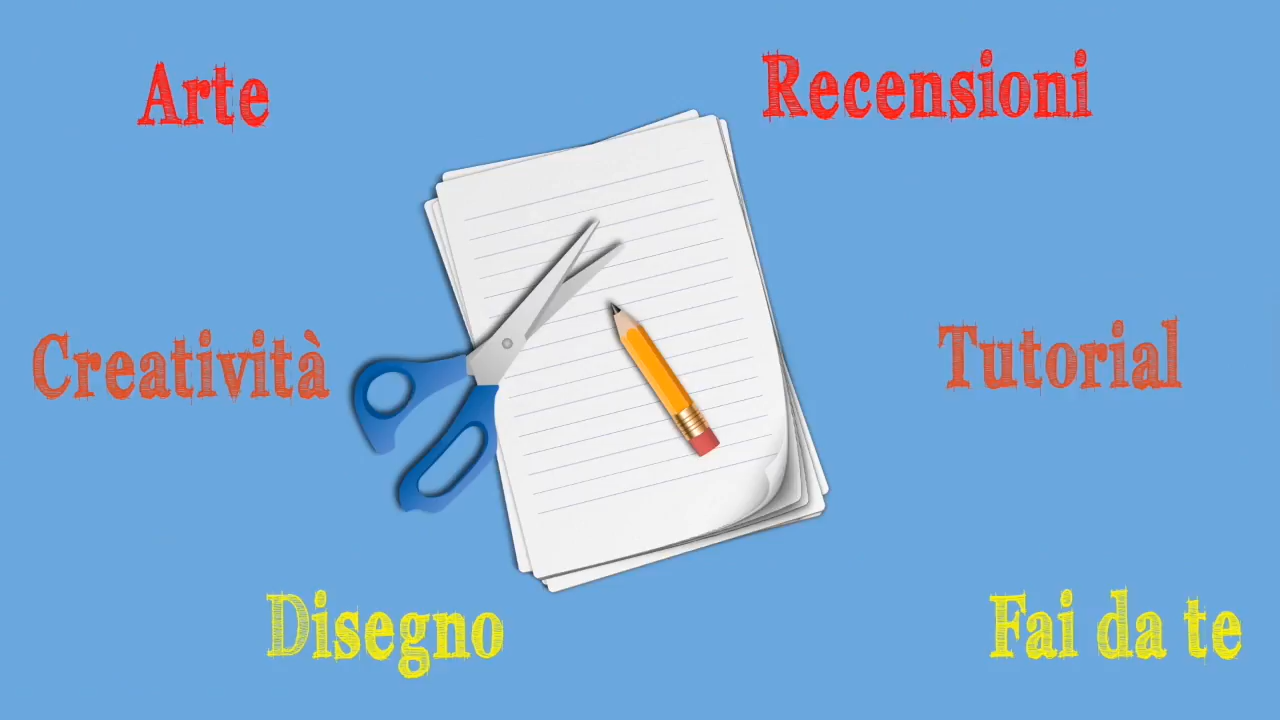 Arte
Recensioni
Creatività
Tutorial
Disegno
Fai da te